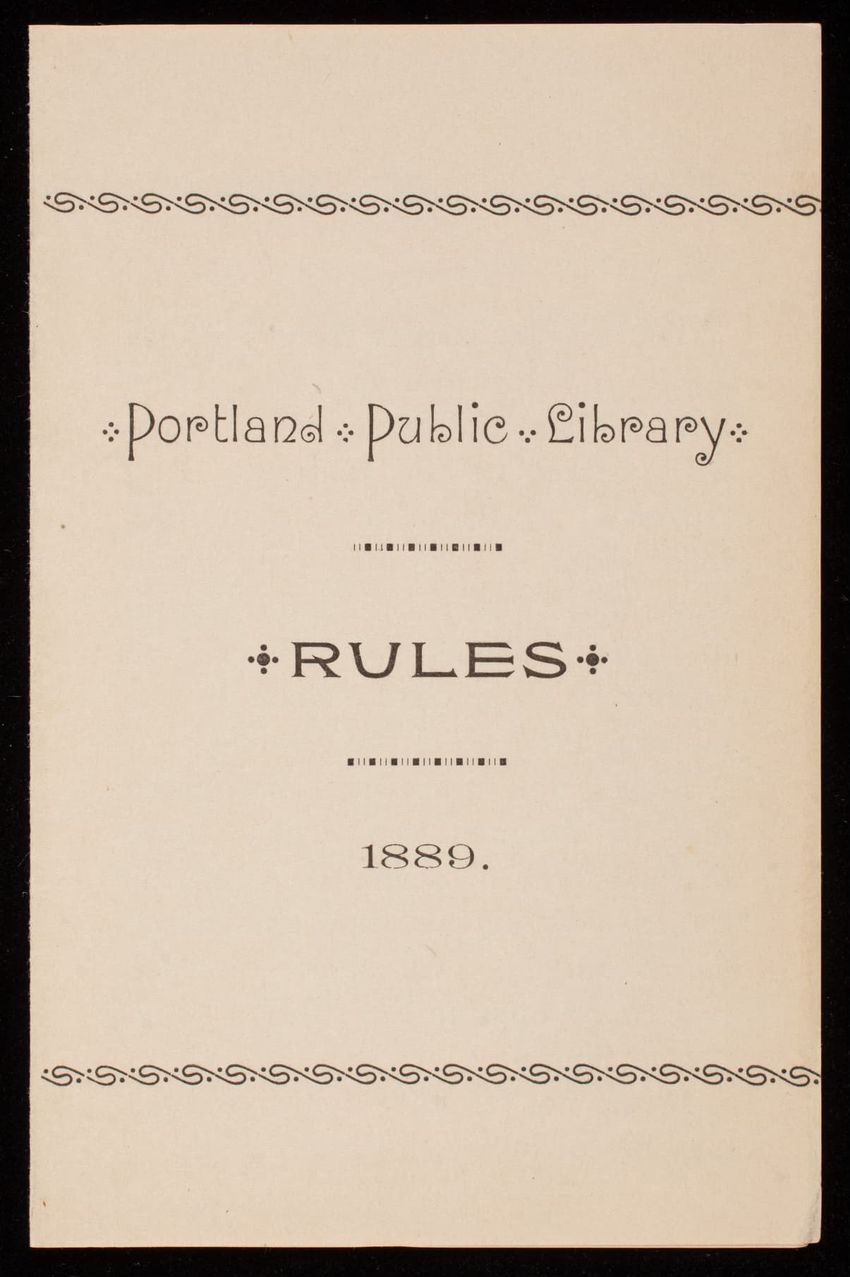 Portland Public Library
RULES
1889.